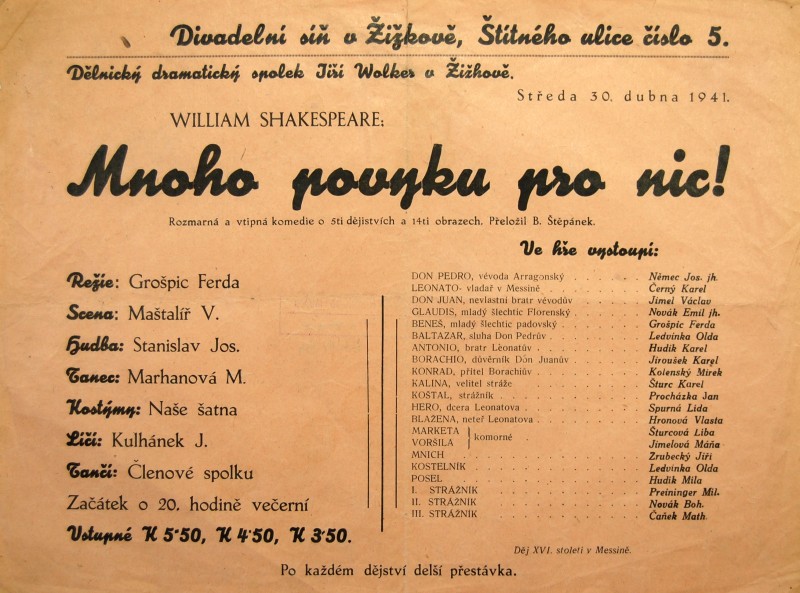 Divadelní síň v Žižkově, Štítného ulice číslo 5.
Dělnický dramatický spolek Jiří Wolker v Žižkově.
Středa 30. dubna 1941.
WILLIAM SHAKESPEARE:
Mnoho povyku pro nic!
Rozmarná a vtipná komedie o 5ti dějstvích a 14ti obrazech. Přeložil B. Štěpánek.
Režie: Grošpic Ferda
Scena: Maštalíř V.
Hudba: Stanislav Jos.
Tanec: Marhanová M.
Kostýmy: Naše šatna
Líčí: Kulhánek J.
Tančí: Členové spolku
Začátek o 20. hodině večerní
Vstupné K 5·50, K 4·50, K 3·50.
Ve hře vystoupí:
DON PEDRO, vévoda Arragonský . . . . . . Němec Jos. jh.
LEONATO- vladař v Messině . . . . . . . Černý Karel
DON JUAN, nevlastní bratr vévodův . . . . . Jimel Václav
GLAUDIS, mladý šlechtic Florenský . . . . . Novák Emil jh.
BENEŠ, mladý šlechtic padovský . . . . . . Grošpic Ferda
BALTAZAR, sluha Don Pedrův . . . . . . Ledvinka Olda
ANTONIO, bratr Leonatův . . . . . . . Hudík Karel
BORACHIO, důvěrník Don Juanův . . . . . Jiroušek Karel
KONRAD, přítel Borachiův . . . . . . . Kolenský Mirek
KALINA, velitel stráže . . . . . . . . Šturc Karel
KOŠŤAL, strážník . . . . . . . . . Procházka Jan
HERO, dcera Leonatova . . . . . . . . Spurná Lida
BLAŽENA, neteř Leonatova . . . . . . . Hronová Vlasta
MARKETA } komorné . . . . . . . . Šturcová Liba
VORŠILA } . . . . . . . . Jimelová Máňa
MNICH . . . . . . . . . . . Zrubecký Jiří
KOSTELNÍK . . . . . . . . . . Ledvinka Olda
POSEL . . . . . . . . . . . Hudík Mila
I. STRÁŽNÍK . . . . . . . . . . Preininger Mil.
II. STRÁŽNÍK . . . . . . . . . . Novák Boh.
III. STRÁŽNÍK . . . . . . . . . . Čaňek Math.
Děj XVI. století v Messině.
Po každém dějství delší přestávka.